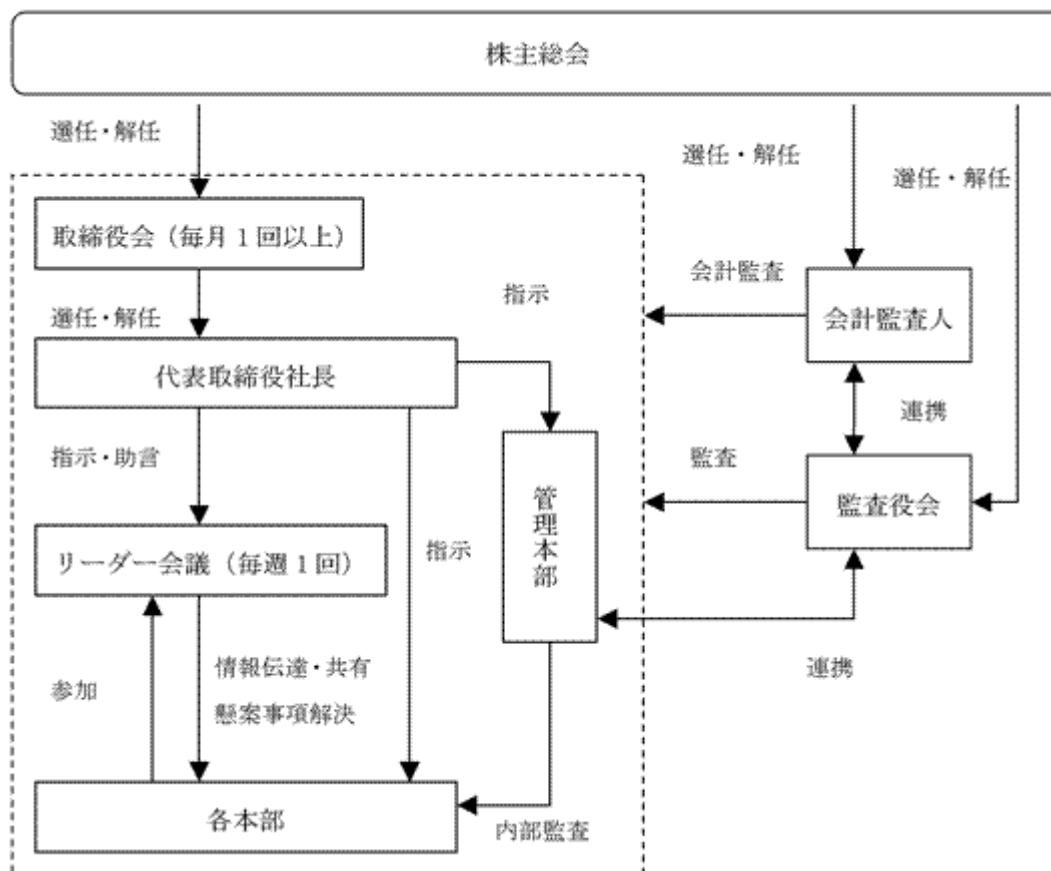 株主総会
選任・解任
選任・解任
選任・解任
取締役会（毎月１回以上）
会計監査
指示
会計監査人
選任・解任
代表取締役社長
連携
指示・助言
監査
監査役会
管理本部
リーダー会議（毎週１回）
指示
情報伝達・共有
連携
参加
懸案事項解決
各本部
内部監査